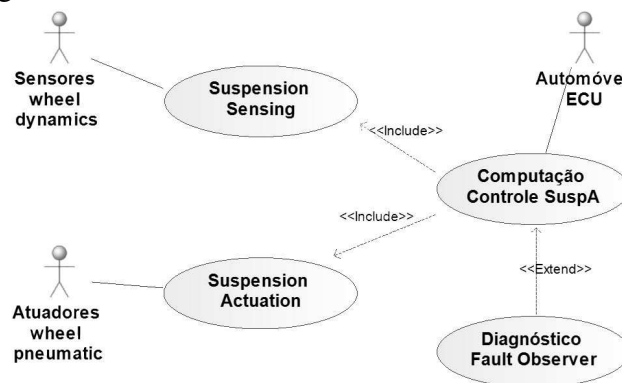 Sensores
wheel
dynamics
Suspension
Sensing
Automóve
ECU
<<Include>>
Computação
Controle SuspA
<<Include>>
Suspension
Actuation
<<Extend>>
Atuadores
wheel
pneumatic
Diagnóstico
Fault Observer